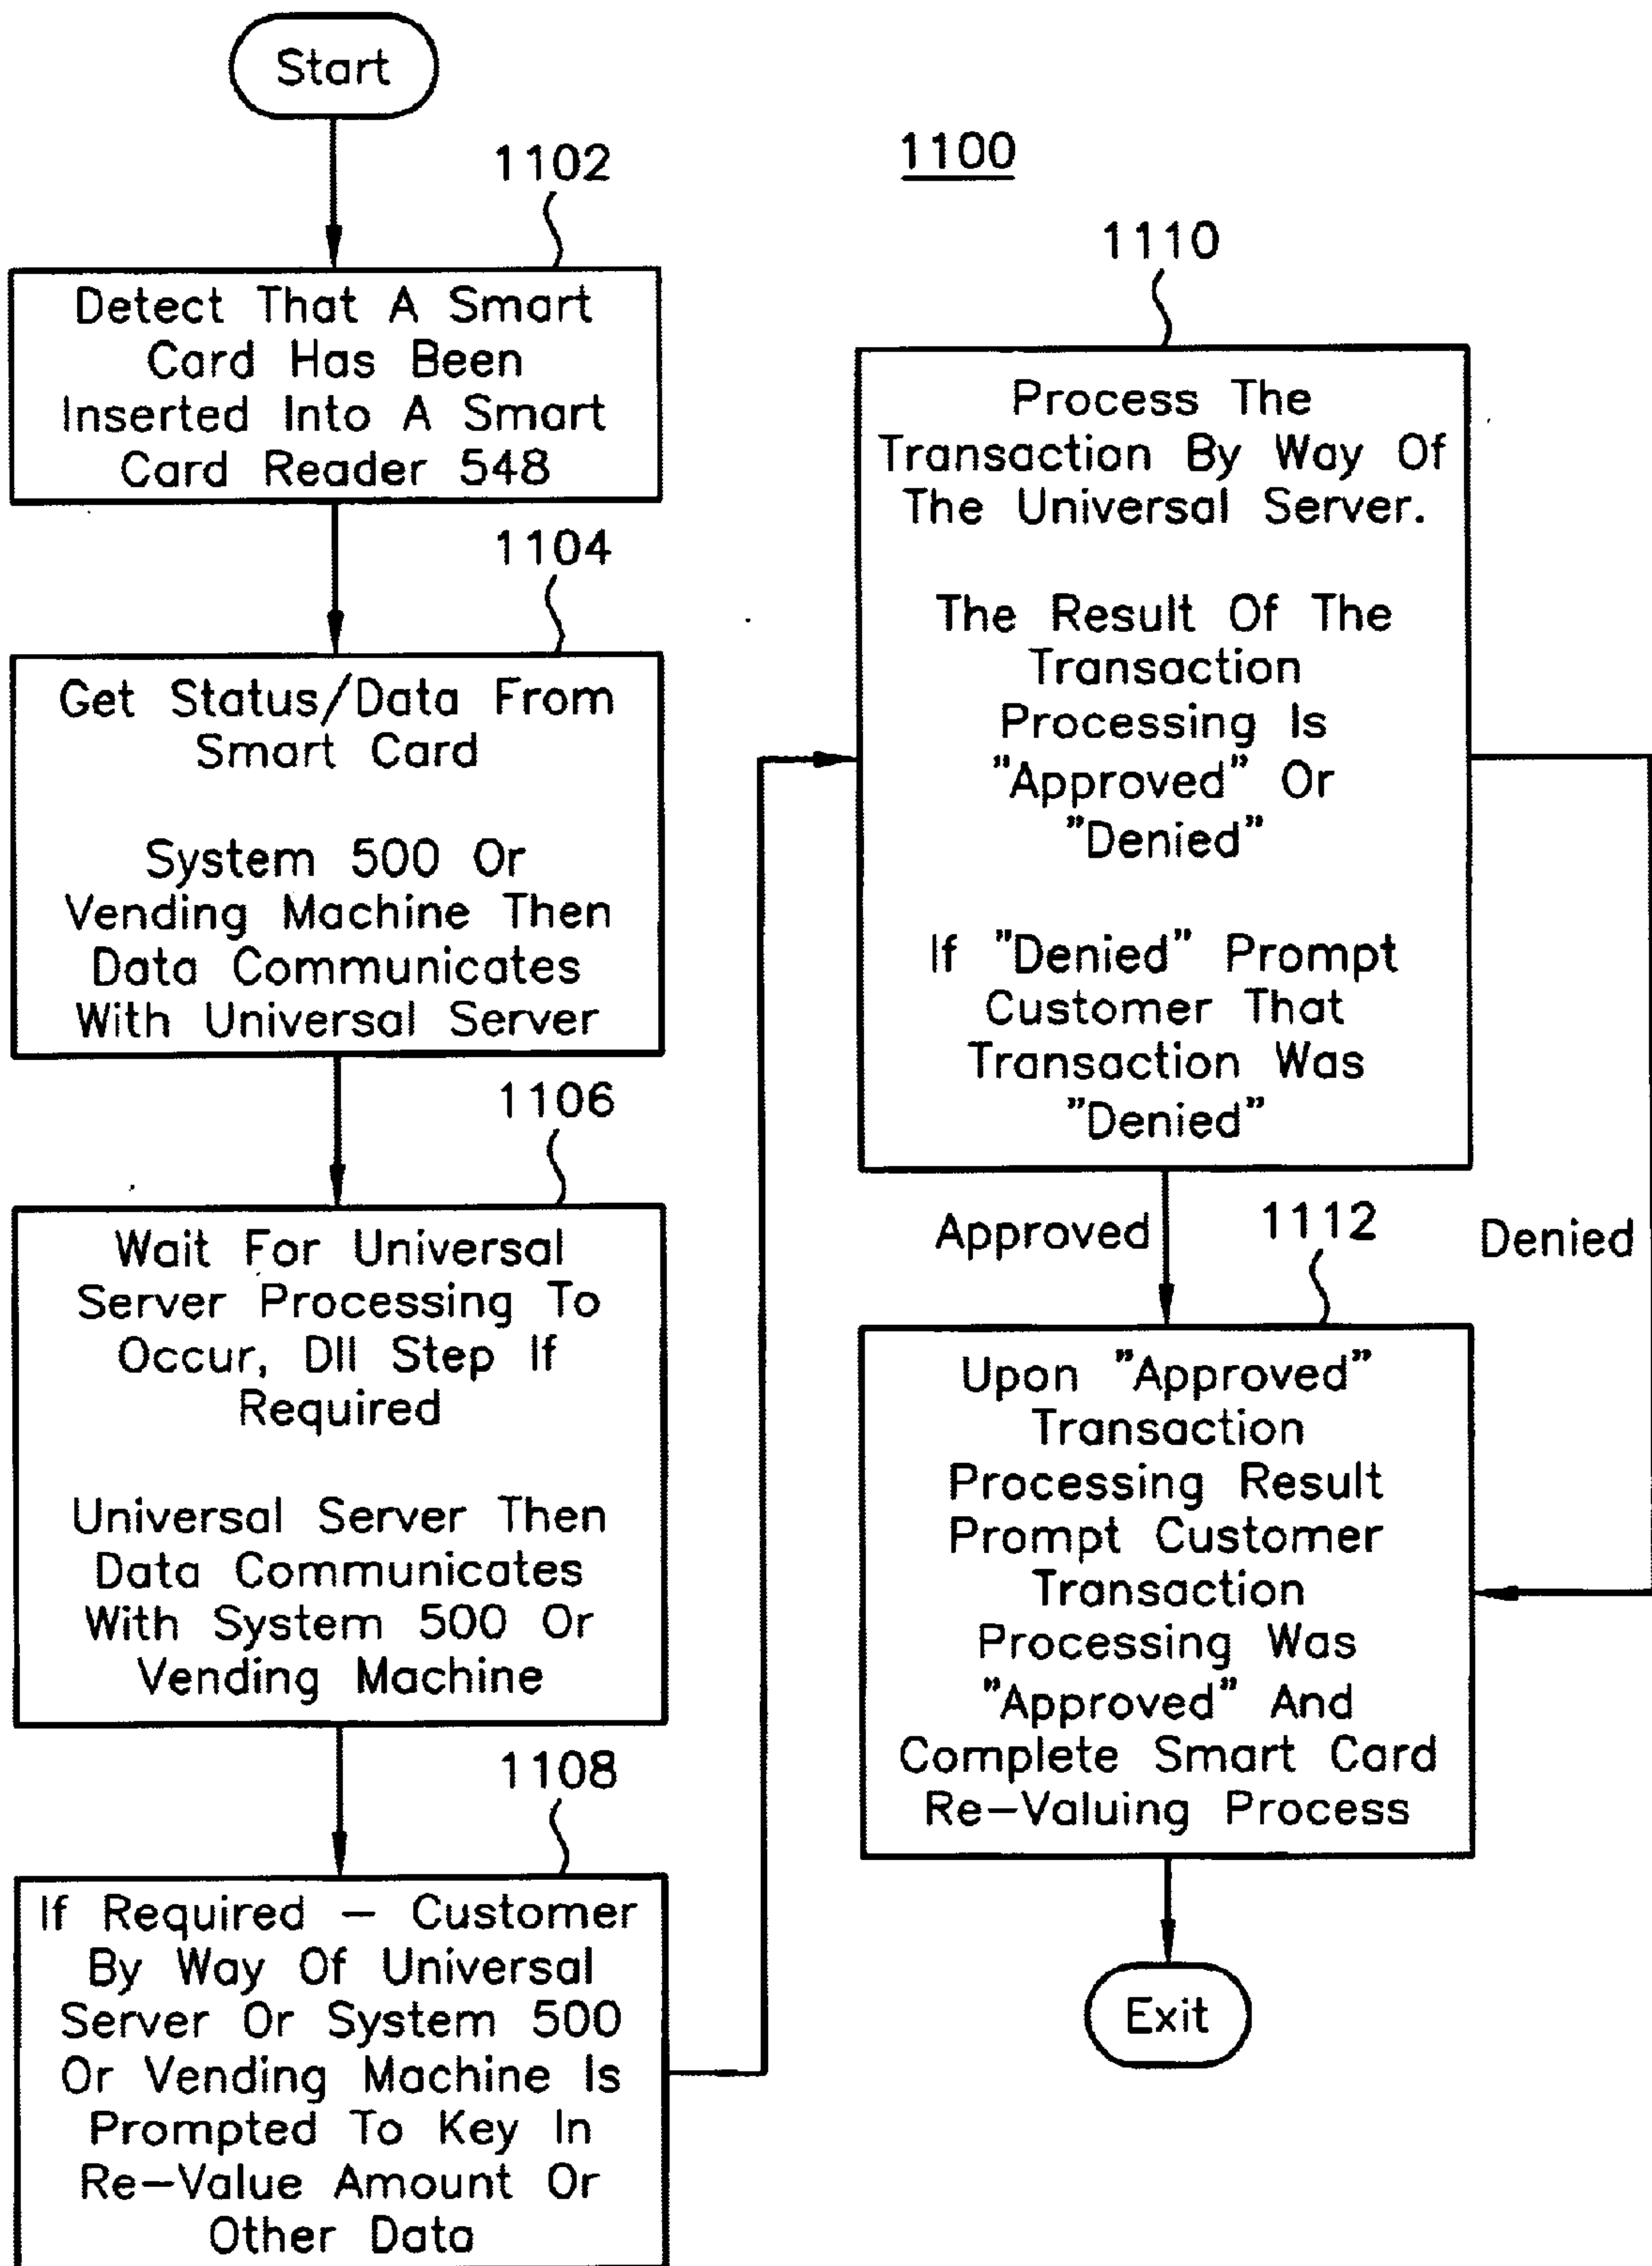 Start
1102
Detect That A Smart
Card Has Been
Inserted Into A Smart
Card Reader 548
1104
Get Status/Data From
Smart Card
System 500 Or
Vending Machine Then
Data Communicates
With Universal Server
1106
Wait For Universal
Server Processing To
Occur, DII Step If
Required
Universal Server Then
Data Communicates
With System 500 Or
Vending Machine
1108
If Required – Customer
By Way Of Universal
Server Or System 500
Or Vending Machine Is
Prompted To Key In
Re–Value Amount Or
Other Data
1100
1110
Process The
Transaction By Way Of
The Universal Server.
The Result Of The
Transaction
Processing Is
"Approved" Or
"Denied"
If "Denied" Prompt
Customer That
Transaction Was
"Denied"
Approved
1112
Denied
Upon "Approved"
Transaction
Processing Result
Prompt Customer
Transaction
Processing Was
"Approved" And
Complete Smart Card
Re–Valuing Process
Exit